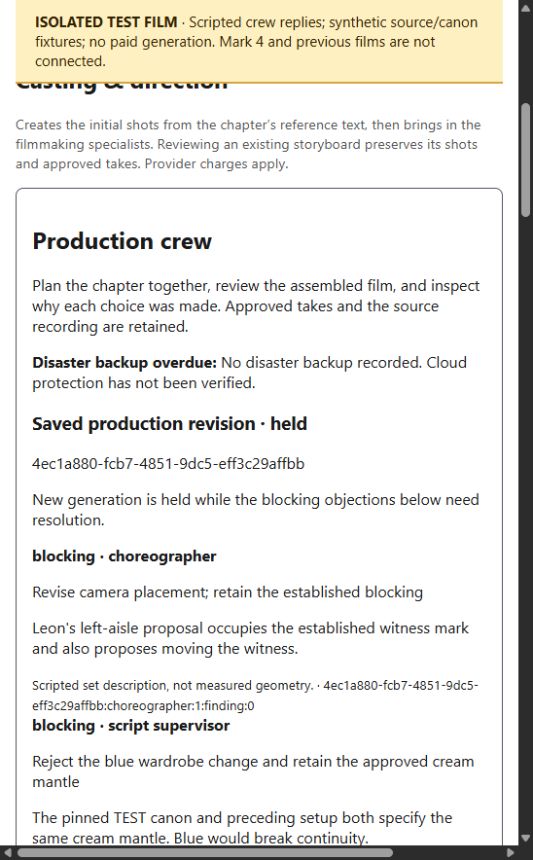 ISOLATED TEST FILM · Scripted crew replies; synthetic source/canon
fixtures; no paid generation. Mark 4 and previous films are not
connected.
Casting & direction
Creates the initial shots from the chapter's reference text, then brings in the
filmmaking specialists. Reviewing an existing storyboard preserves its shots
and approved takes. Provider charges apply.
Production crew
Plan the chapter together, review the assembled film, and inspect
why each choice was made. Approved takes and the source
recording are retained.
Disaster backup overdue: No disaster backup recorded. Cloud
protection has not been verified.
Saved production revision · held
4ec1a880-fcb7-4851-9dc5-eff3c29affbb
New generation is held while the blocking objections below need
resolution.
blocking · choreographer
Revise camera placement; retain the established blocking
Leon's left-aisle proposal occupies the established witness mark
and also proposes moving the witness.
Scripted set description, not measured geometry. · 4ec1a880-fcb7-4851-9dc5-
eff3c29affbb:choreographer:1:finding:0
blocking · script supervisor
Reject the blue wardrobe change and retain the approved cream
mantle
The pinned TEST canon and preceding setup both specify the
same cream mantle. Blue would break continuity.